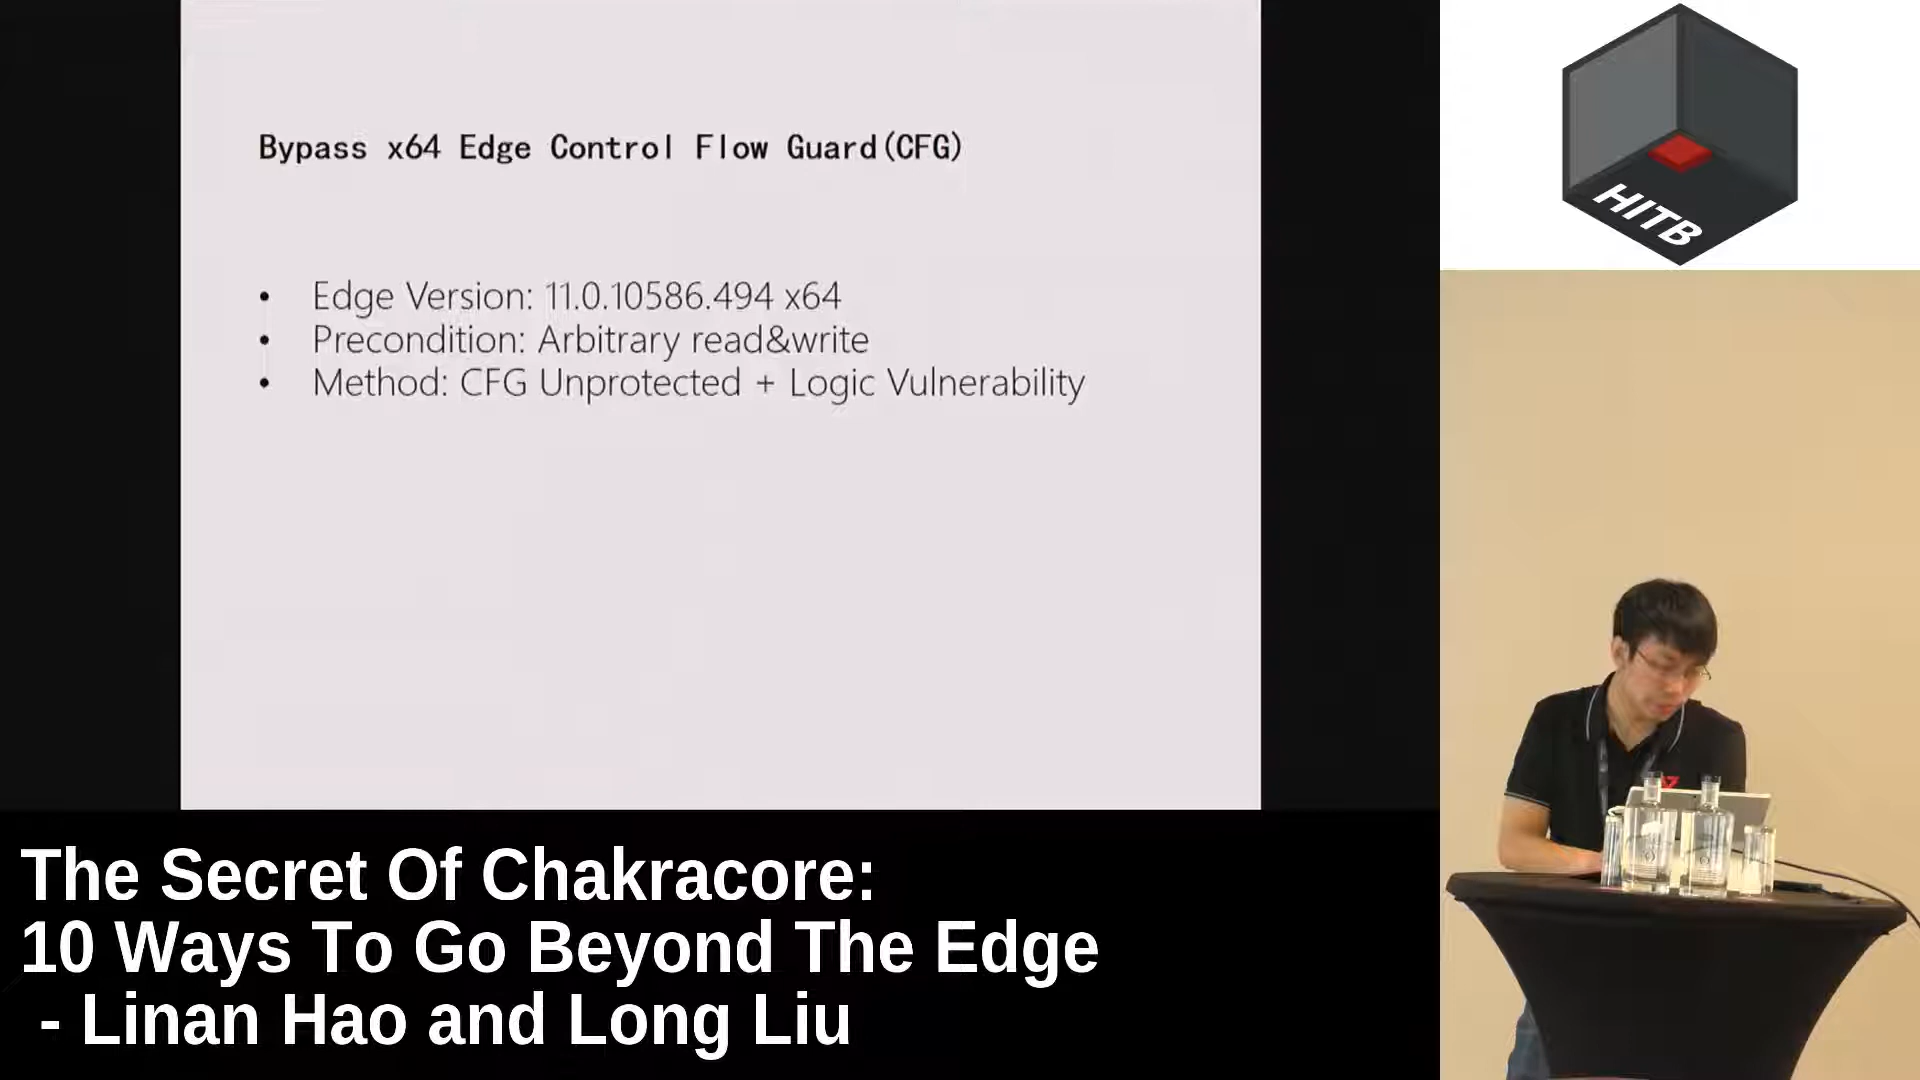 Bypass x64 Edge Control Flow Guard(CFG)
• Edge Version: 11.0.10586.494 x64
• Precondition: Arbitrary read&write
• Method: CFG Unprotected + Logic Vulnerability
HITB
The Secret Of Chakracore:
10 Ways To Go Beyond The Edge
- Linan Hao and Long Liu